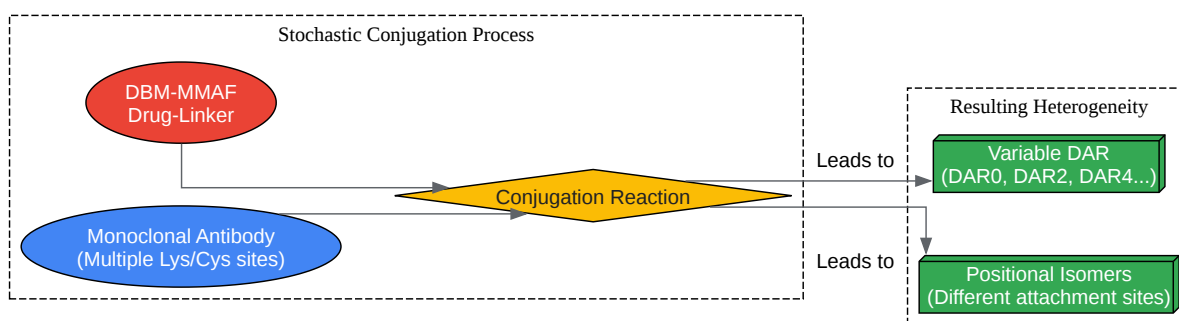 Stochastic Conjugation Process
DBM-MMAF
Drug-Linker
Monoclonal Antibody
(Multiple Lys/Cys sites)
Conjugation Reaction
Leads to
Leads to
Resulting Heterogeneity
Variable DAR
(DAR0, DAR2, DAR4...)
Positional Isomers
(Different attachment sites)